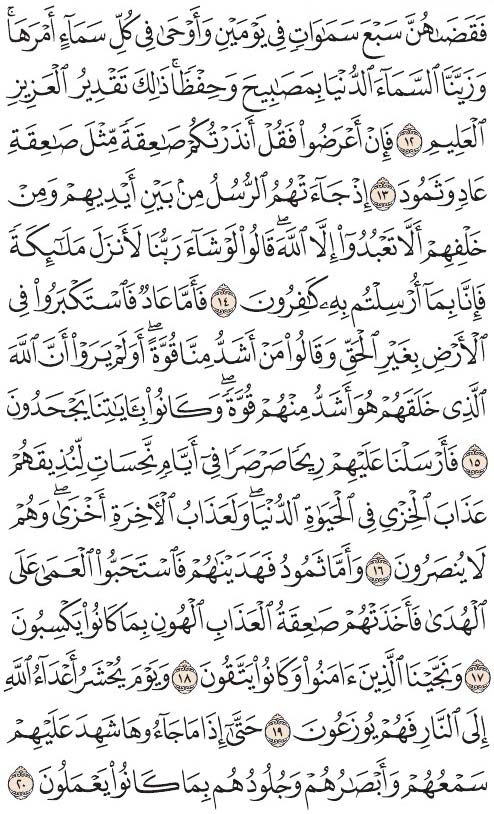 فَقَضَىٰهُنَّ سَبۡعَ سَمَٰوَاتٖ فِي يَوۡمَيۡنِ وَأَوۡحَىٰ فِي كُلِّ سَمَآءٍ أَمۡرَهَاۚ
وَزَيَّنَّا ٱلسَّمَآءَ ٱلدُّنۡيَا بِمَصَٰبِيحَ وَحِفۡظٗاۚ ذَٰلِكَ تَقۡدِيرُ ٱلۡعَزِيزِ
ٱلۡعَلِيمِ ١٢ فَإِنۡ أَعۡرَضُواْ فَقُلۡ أَنذَرۡتُكُمۡ صَٰعِقَةٗ مِّثۡلَ صَٰعِقَةِ
عَادٖ وَثَمُودَ ١٣ إِذۡ جَآءَتۡهُمُ ٱلرُّسُلُ مِنۢ بَيۡنِ أَيۡدِيهِمۡ وَمِنۡ
خَلۡفِهِمۡ أَلَّا تَعۡبُدُوٓاْ إِلَّا ٱللَّهَۖ قَالُواْ لَوۡ شَآءَ رَبُّنَا لَأَنزَلَ مَلَٰٓئِكَةٗ
فَإِنَّا بِمَآ أُرۡسِلۡتُم بِهِۦ كَٰفِرُونَ ١٤ فَأَمَّا عَادٞ فَٱسۡتَكۡبَرُواْ فِي
ٱلۡأَرۡضِ بِغَيۡرِ ٱلۡحَقِّ وَقَالُواْ مَنۡ أَشَدُّ مِنَّا قُوَّةًۖ أَوَلَمۡ يَرَوۡاْ أَنَّ ٱللَّهَ
ٱلَّذِي خَلَقَهُمۡ هُوَ أَشَدُّ مِنۡهُمۡ قُوَّةٗۖ وَكَانُواْ بِـَٔايَٰتِنَا يَجۡحَدُونَ
١٥ فَأَرۡسَلۡنَا عَلَيۡهِمۡ رِيحٗا صَرۡصَرٗا فِيٓ أَيَّامٖ نَّحِسَاتٖ لِّنُذِيقَهُمۡ
عَذَابَ ٱلۡخِزۡيِ فِي ٱلۡحَيَوٰةِ ٱلدُّنۡيَاۖ وَلَعَذَابُ ٱلۡأٓخِرَةِ أَخۡزَىٰۖ وَهُمۡ
لَا يُنصَرُونَ ١٦ وَأَمَّا ثَمُودُ فَهَدَيۡنَٰهُمۡ فَٱسۡتَحَبُّواْ ٱلۡعَمَىٰ عَلَى
ٱلۡهُدَىٰ فَأَخَذَتۡهُمۡ صَٰعِقَةُ ٱلۡعَذَابِ ٱلۡهُونِ بِمَا كَانُواْ يَكۡسِبُونَ
١٧ وَنَجَّيۡنَا ٱلَّذِينَ ءَامَنُواْ وَكَانُواْ يَتَّقُونَ ١٨ وَيَوۡمَ يُحۡشَرُ أَعۡدَآءُ ٱللَّهِ
إِلَى ٱلنَّارِ فَهُمۡ يُوزَعُونَ ١٩ حَتَّىٰٓ إِذَا مَا جَآءُوهَا شَهِدَ عَلَيۡهِمۡ
سَمۡعُهُمۡ وَأَبۡصَٰرُهُمۡ وَجُلُودُهُم بِمَا كَانُواْ يَعۡمَلُونَ ٢٠